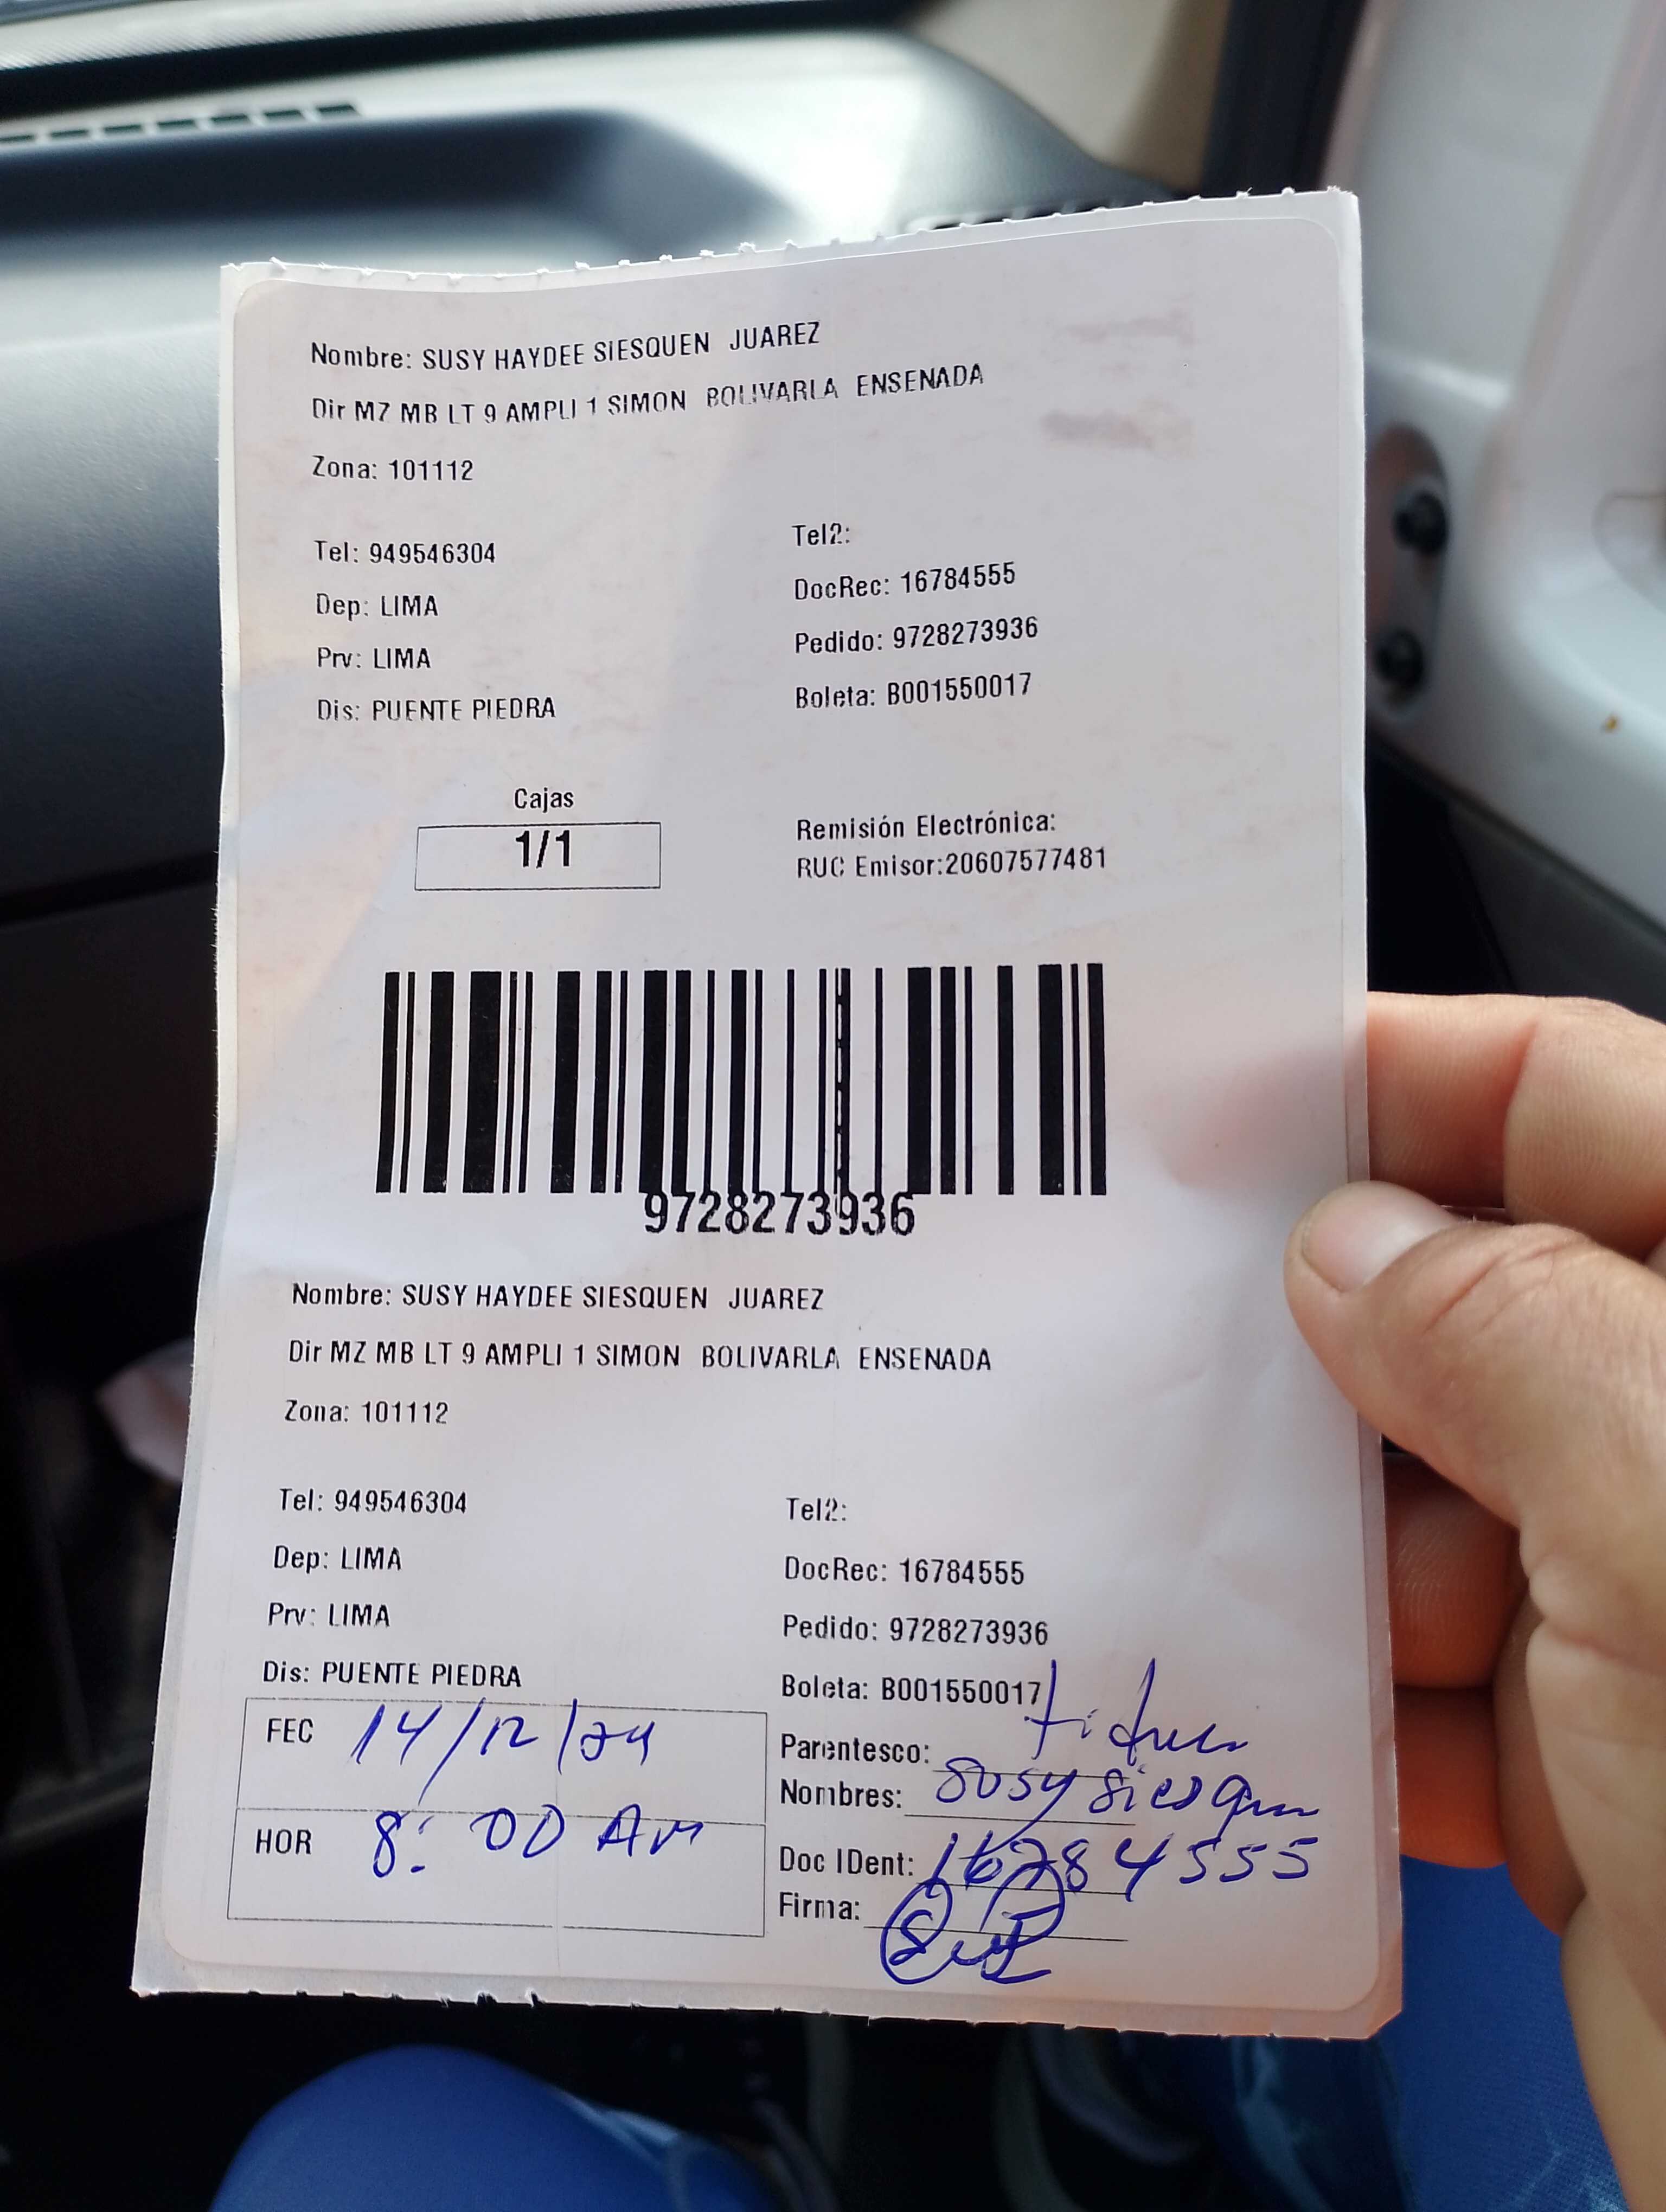 Nombre: SUSY HAYDEE SIESQUEN JUAREZ
Dir MZ MB LT 9 AMPLI 1 SIMON BOLIVARLA ENSENADA
Zona: 101112
Tel: 949546304
Tel2:
Dep: LIMA
DocRec: 16784555
Prv: LIMA
Pedido: 9728273936
Dis: PUENTE PIEDRA
Boleta: B001550017
Cajas
1/1
Remisión Electrónica:
RUC Emisor:20607577481
9728273936
Nombre: SUSY HAYDEE SIESQUEN JUAREZ
Dir MZ MB LT 9 AMPLI 1 SIMON BOLIVARLA ENSENADA
Zona: 101112
Tel: 949546304
Tel2:
Dep: LIMA
DocRec: 16784555
Prv: LIMA
Pedido: 9728273936
Dis: PUENTE PIEDRA
Boleta: B001550017
FEC 14/12/24
HOR 8:00 AM
Parentesco:
Nombres: Susy Siesquen
Doc IDent: 16784555
Firma: